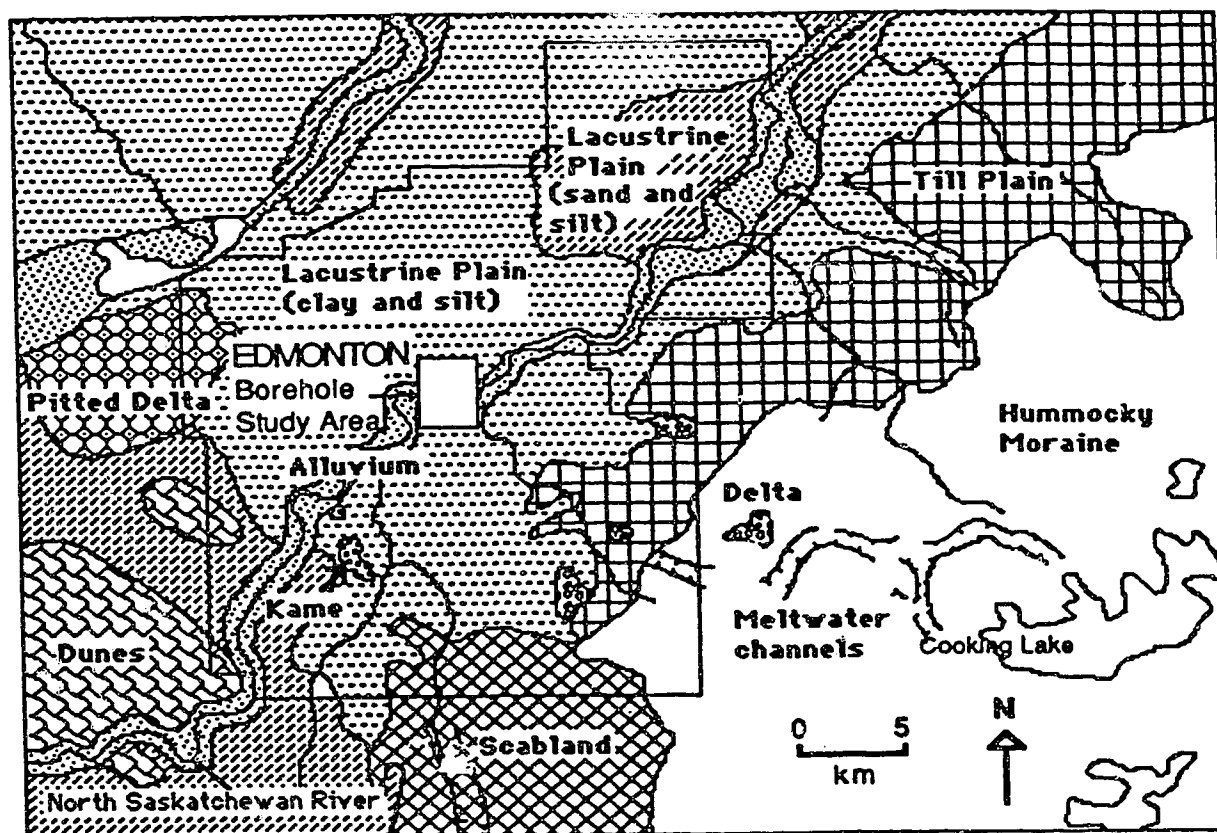 Lacustrine
Plain
(sand and
silt)
Till Plain
Lacustrine Plain
(clay and silt)
EDMONTON
Borehole
Study Area
Pitted Delta
Hummocky
Moraine
Alluvium
Delta
Kame
Dunes
Meltwater
channels
Cooking Lake
N
0 5
km
Scabland
North Saskatchewan River